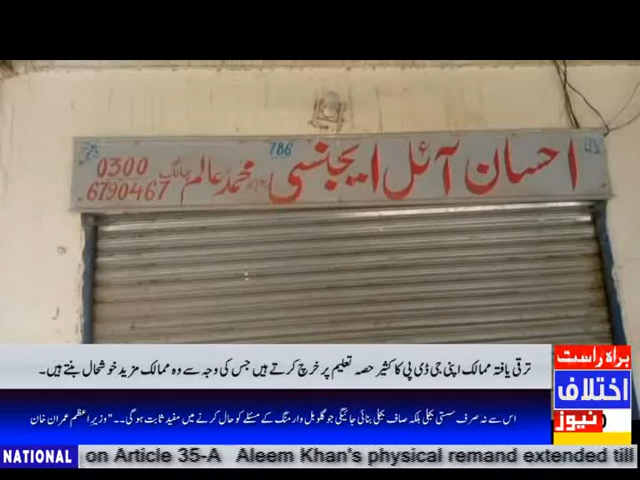 احسان آئل ایجنسی
786
محمد عالم
0300
6790467
براہ راست
اختلاف
نیوز
ترقی یافتہ ممالک اپنی جی ڈی پی کا کثیر حصہ تعلیم پر خرچ کرتے ہیں جس کی وجہ سے وہ ممالک مزید خوشحال بنتے ہیں۔
اس سے نہ صرف سستی بجلی بلکہ صاف بجلی بنائی جائیگی جو گلوبل وارمنگ کے مسئلے کو حال کرنے میں مفید ثابت ہوگی۔۔"وزیراعظم عمران خان
NATIONAL on Article 35-A Aleem Khan's physical remand extended till